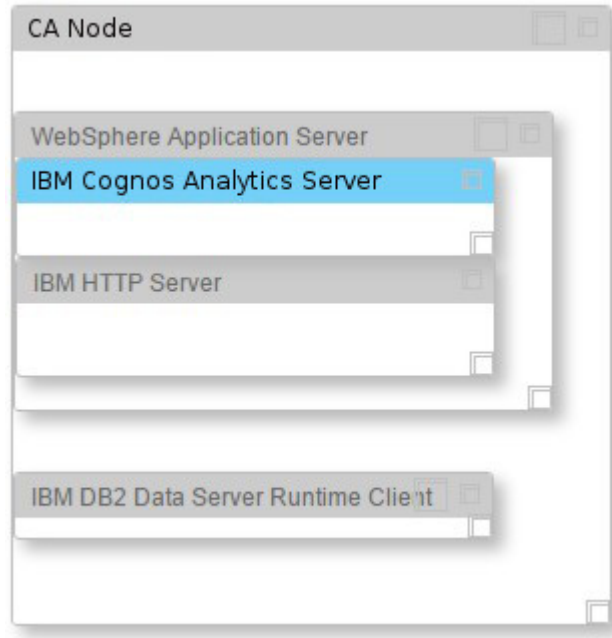 CA Node
WebSphere Application Server
IBM Cognos Analytics Server
IBM HTTP Server
IBM DB2 Data Server Runtime Client